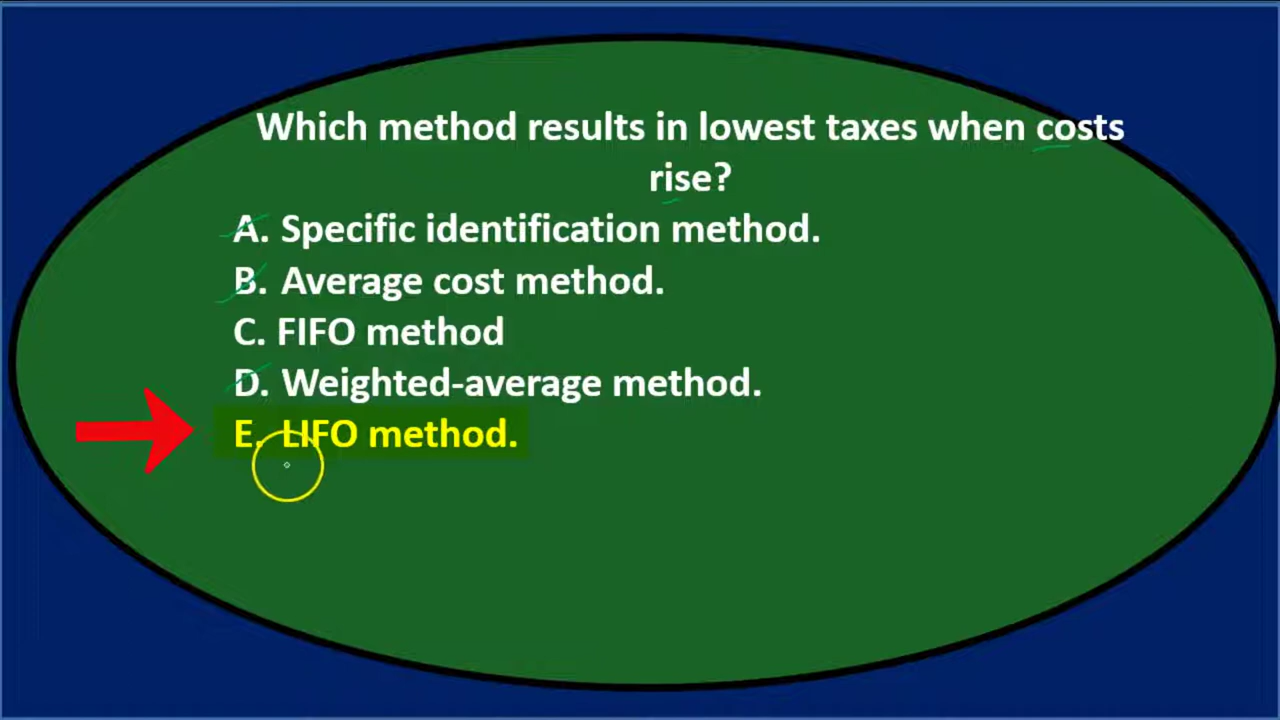 Which method results in lowest taxes when costs
rise?
A. Specific identification method.
B. Average cost method.
C. FIFO method
D. Weighted-average method.
E. LIFO method.